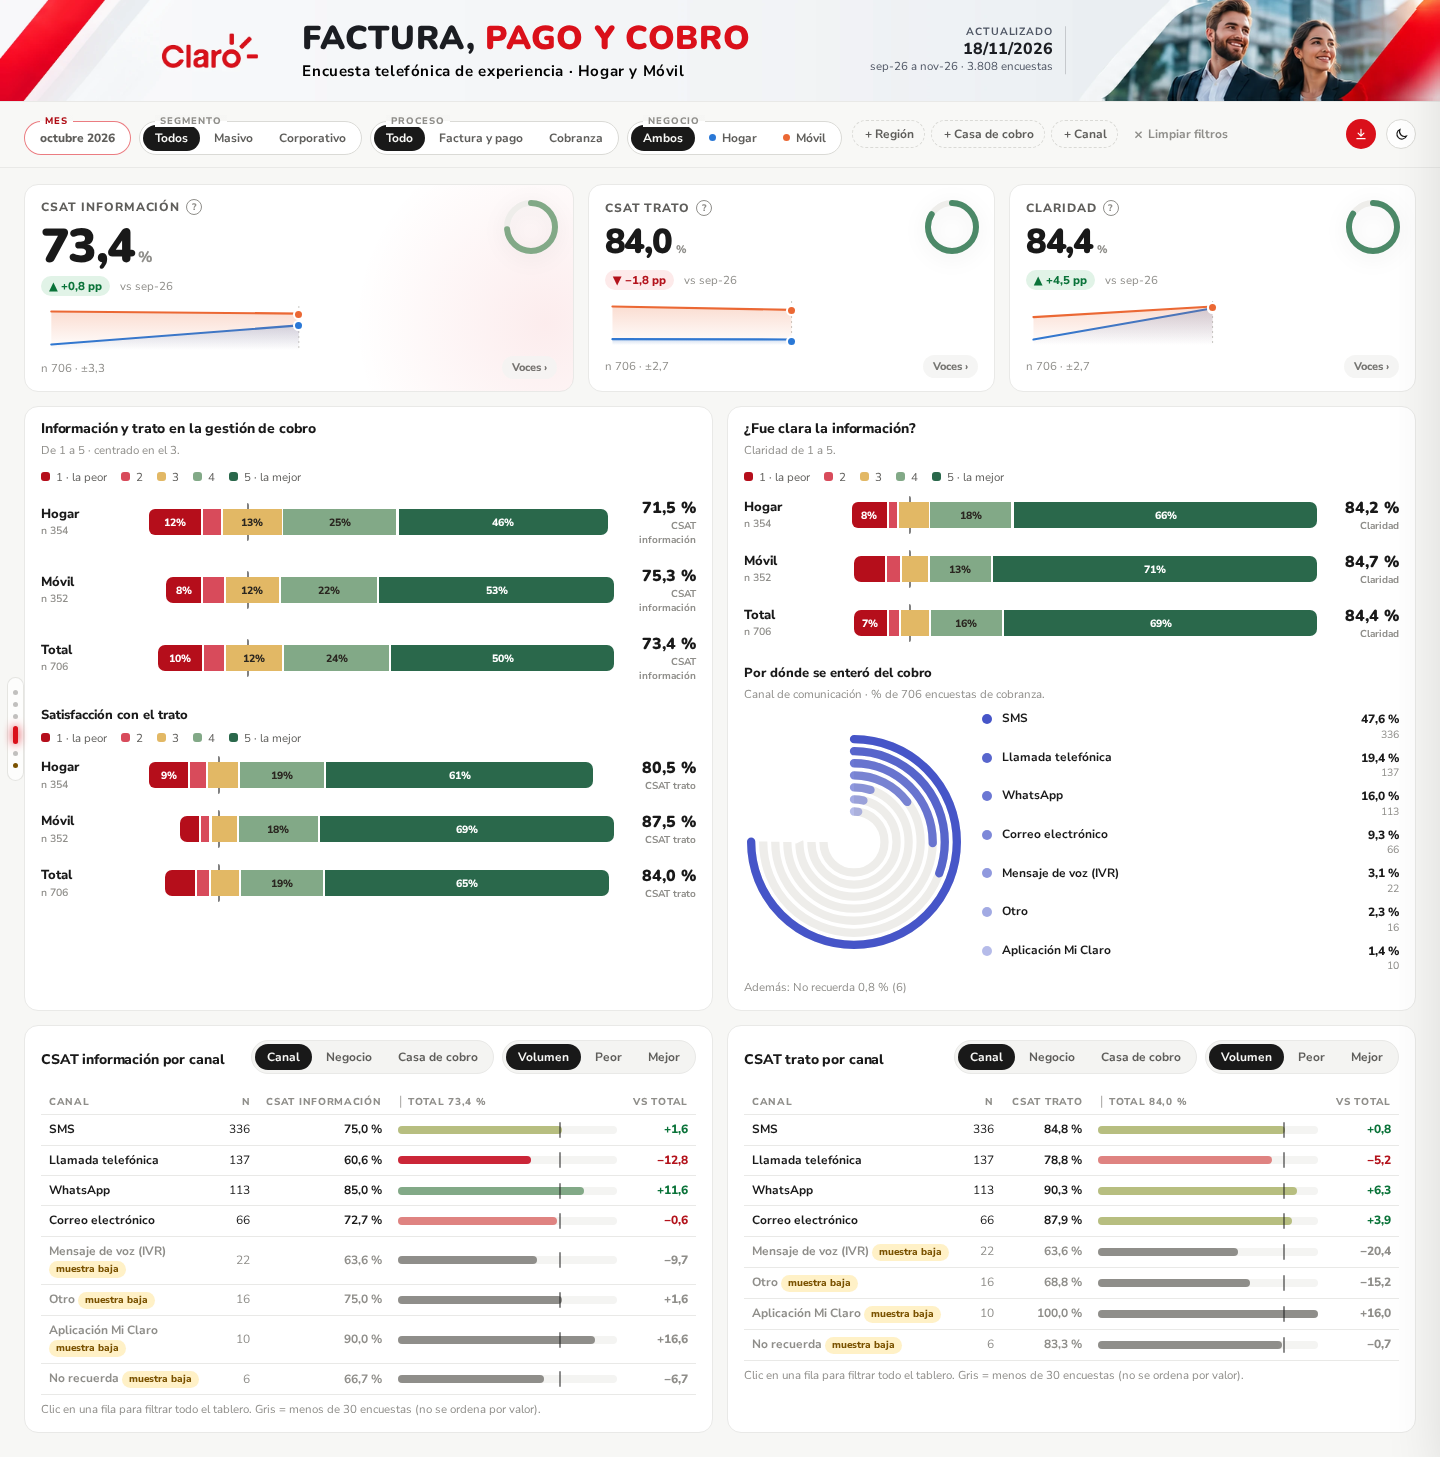 Claro
FACTURA, PAGO Y COBRO
Encuesta telefónica de experiencia · Hogar y Móvil
ACTUALIZADO
18/11/2026
sep-26 a nov-26 · 3.808 encuestas
MES
octubre 2026
SEGMENTO
Todos Masivo Corporativo
PROCESO
Todo Factura y pago Cobranza
NEGOCIO
Ambos Hogar Móvil
+ Región + Casa de cobro + Canal × Limpiar filtros
CSAT INFORMACIÓN ?
73,4 %
▲ +0,8 pp vs sep-26
n 706 · ±3,3
Voces ›
CSAT TRATO ?
84,0 %
▼ −1,8 pp vs sep-26
n 706 · ±2,7
Voces ›
CLARIDAD ?
84,4 %
▲ +4,5 pp vs sep-26
n 706 · ±2,7
Voces ›
Información y trato en la gestión de cobro
De 1 a 5 · centrado en el 3.
1 · la peor 2 3 4 5 · la mejor
Hogar
n 354
12% 13% 25% 46%
71,5 %
CSAT
información
Móvil
n 352
8% 12% 22% 53%
75,3 %
CSAT
información
Total
n 706
10% 12% 24% 50%
73,4 %
CSAT
información
Satisfacción con el trato
1 · la peor 2 3 4 5 · la mejor
Hogar
n 354
9% 19% 61%
80,5 %
CSAT trato
Móvil
n 352
18% 69%
87,5 %
CSAT trato
Total
n 706
19% 65%
84,0 %
CSAT trato
¿Fue clara la información?
Claridad de 1 a 5.
1 · la peor 2 3 4 5 · la mejor
Hogar
n 354
8% 18% 66%
84,2 %
Claridad
Móvil
n 352
13% 71%
84,7 %
Claridad
Total
n 706
7% 16% 69%
84,4 %
Claridad
Por dónde se enteró del cobro
Canal de comunicación · % de 706 encuestas de cobranza.
SMS 47,6 %
336
Llamada telefónica 19,4 %
137
WhatsApp 16,0 %
113
Correo electrónico 9,3 %
66
Mensaje de voz (IVR) 3,1 %
22
Otro 2,3 %
16
Aplicación Mi Claro 1,4 %
10
Además: No recuerda 0,8 % (6)
CSAT información por canal
Canal Negocio Casa de cobro
Volumen Peor Mejor
CANAL N CSAT INFORMACIÓN TOTAL 73,4 % VS TOTAL
SMS 336 75,0 % +1,6
Llamada telefónica 137 60,6 % −12,8
WhatsApp 113 85,0 % +11,6
Correo electrónico 66 72,7 % −0,6
Mensaje de voz (IVR)
muestra baja
22 63,6 % −9,7
Otro muestra baja 16 75,0 % +1,6
Aplicación Mi Claro
muestra baja
10 90,0 % +16,6
No recuerda muestra baja 6 66,7 % −6,7
Clic en una fila para filtrar todo el tablero. Gris = menos de 30 encuestas (no se ordena por valor).
CSAT trato por canal
Canal Negocio Casa de cobro
Volumen Peor Mejor
CANAL N CSAT TRATO TOTAL 84,0 % VS TOTAL
SMS 336 84,8 % +0,8
Llamada telefónica 137 78,8 % −5,2
WhatsApp 113 90,3 % +6,3
Correo electrónico 66 87,9 % +3,9
Mensaje de voz (IVR) muestra baja 22 63,6 % −20,4
Otro muestra baja 16 68,8 % −15,2
Aplicación Mi Claro muestra baja 10 100,0 % +16,0
No recuerda muestra baja 6 83,3 % −0,7
Clic en una fila para filtrar todo el tablero. Gris = menos de 30 encuestas (no se ordena por valor).